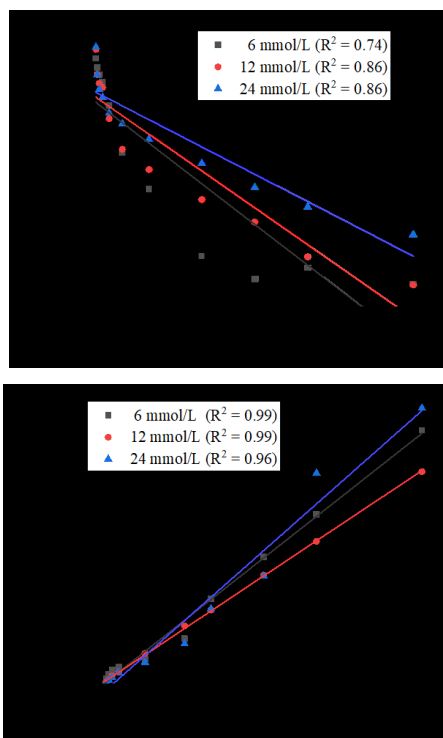 6 mmol/L (R² = 0.74)
12 mmol/L (R² = 0.86)
24 mmol/L (R² = 0.86)
6 mmol/L (R² = 0.99)
12 mmol/L (R² = 0.99)
24 mmol/L (R² = 0.96)